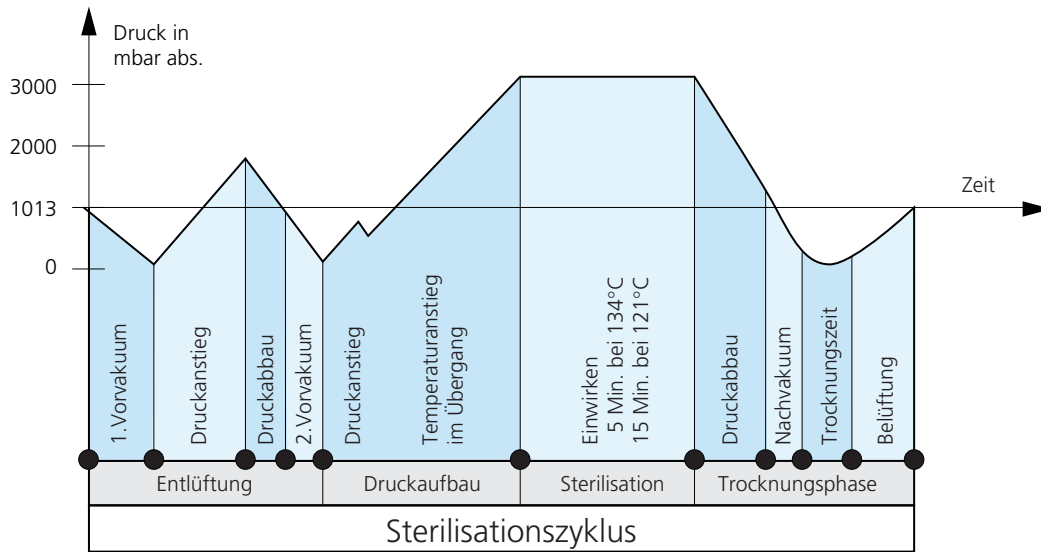 Druck in
mbar abs.
3000
2000
1013
0
Zeit
1. Vorvakuum
Druckanstieg
Druckabbau
2. Vorvakuum
Druckanstieg
Temperaturanstieg
im Übergang
Einwirken
5 Min. bei 134°C
15 Min. bei 121°C
Druckabbau
Nachvakuum
Trocknungszeit
Belüftung
Entlüftung
Druckaufbau
Sterilisation
Trocknungsphase
Sterilisationszyklus